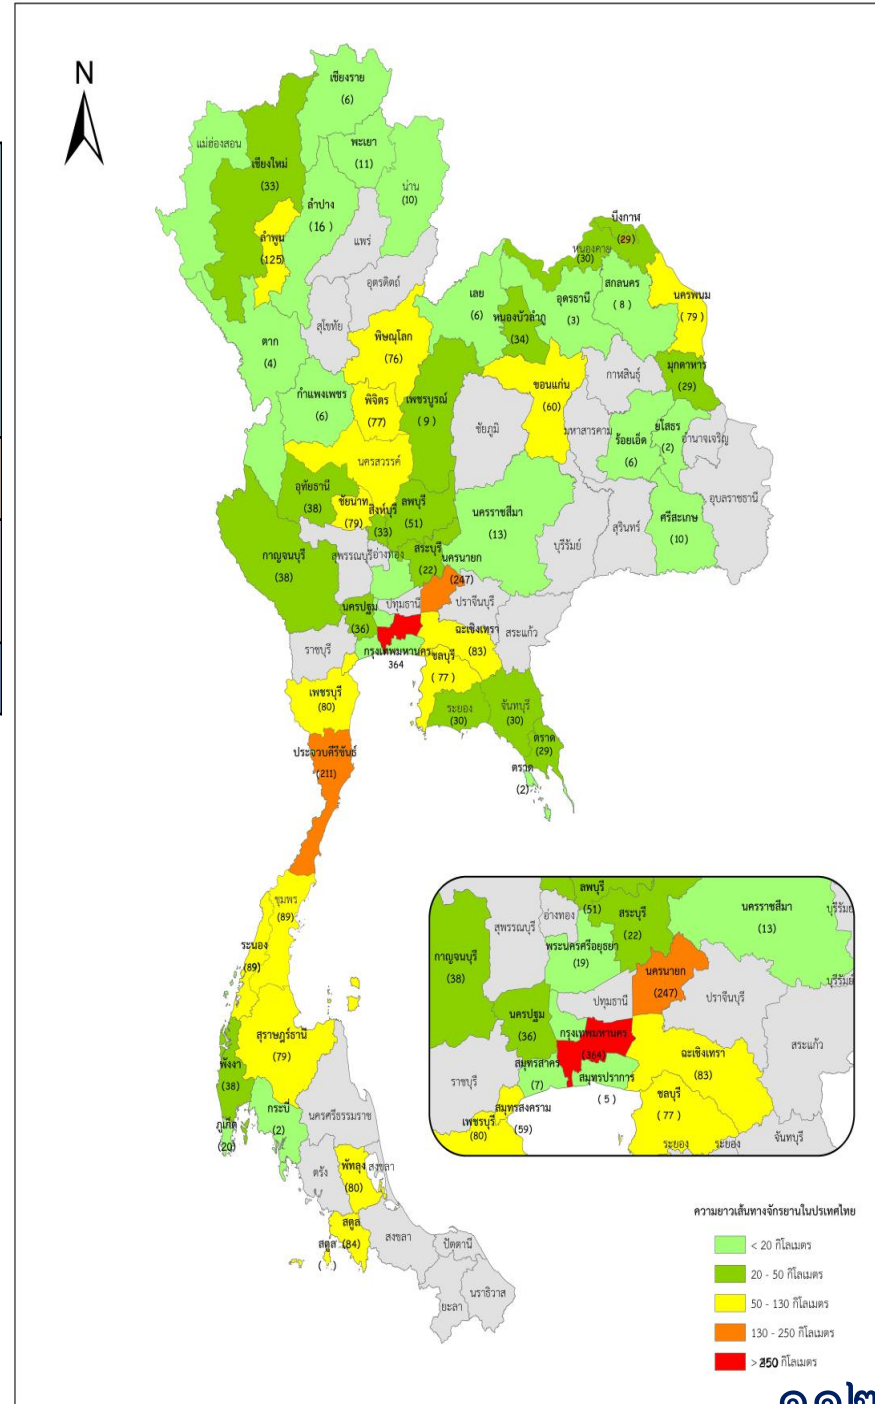 N
เชียงราย
(6)
แม่ฮ่องสอน
เชียงใหม่
(33)
พะเยา
(11)
น่าน
(10)
ลำปาง
(16 )
ลำพูน
(125)
แพร่
อุตรดิตถ์
สุโขทัย
ตาก
(4)
พิษณุโลก
(76)
กำแพงเพชร
(6)
พิจิตร
(77)
เพชรบูรณ์
( 9 )
เลย
(6)
หนองบัวลำภู
(34)
อุดรธานี
(3)
บึงกาฬ
(29)
หนองคาย
(30)
สกลนคร
( 8 )
นครพนม
( 79 )
มุกดาหาร
(29)
กาฬสินธุ์
ขอนแก่น
(60)
ชัยภูมิ
มหาสารคาม
ร้อยเอ็ด
(6)
ยโสธร
(2)
อำนาจเจริญ
อุบลราชธานี
ศรีสะเกษ
(10)
สุรินทร์
บุรีรัมย์
นครราชสีมา
(13)
นครสวรรค์
อุทัยธานี
(38)
ชัยนาท
(79)
สิงห์บุรี
(33)
ลพบุรี
(51)
สระบุรี
(22)
นครนายก
(247)
กาญจนบุรี
(38)
สุพรรณบุรี
อ่างทอง
ปทุมธานี
ปราจีนบุรี
นครปฐม
(36)
ราชบุรี
กรุงเทพมหานคร
364
ฉะเชิงเทรา
(83)
สระแก้ว
ชลบุรี
( 77 )
ระยอง
(30)
จันทบุรี
(30)
ตราด
(29)
ตราด
(2)
เพชรบุรี
(80)
ประจวบคีรีขันธ์
(211)
ชุมพร
(89)
ระนอง
(89)
สุราษฎร์ธานี
(79)
พังงา
(38)
ภูเก็ต
(20)
กระบี่
(2)
นครศรีธรรมราช
ตรัง
พัทลุง
(80)
สงขลา
สตูล
(84)
สตูล
( )
สงขลา
ปัตตานี
ยะลา
นราธิวาส
ลพบุรี
(51)
สระบุรี
(22)
นครราชสีมา
(13)
บุรีรัมย์
บุรีรัมย์
สุพรรณบุรี
อ่างทอง
พระนครศรีอยุธยา
(19)
กาญจนบุรี
(38)
นครนายก
(247)
ปทุมธานี
ปราจีนบุรี
นครปฐม
(36)
กรุงเทพมหานคร
(364)
สระแก้ว
ฉะเชิงเทรา
(83)
สมุทรสาคร
(7)
สมุทรปราการ
( 5 )
ราชบุรี
ชลบุรี
( 77 )
สมุทรสงคราม
(59)
เพชรบุรี
(80)
ระยอง
ระยอง
จันทบุรี
ความยาวเส้นทางจักรยานในประเทศไทย
< 20 กิโลเมตร
20 - 50 กิโลเมตร
50 - 130 กิโลเมตร
130 - 250 กิโลเมตร
> 250 กิโลเมตร
๑๑๒